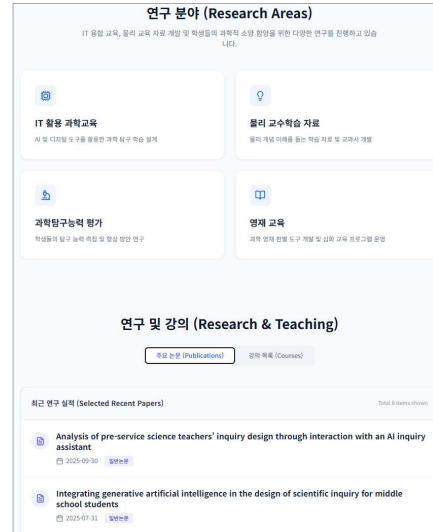 연구 분야 (Research Areas)
IT 융합 교육, 물리 교육 자료 개발 및 학생들의 과학적 소양 함양을 위한 다양한 연구를 진행하고 있습
니다.
IT 활용 과학교육
AI 및 디지털 도구를 활용한 과학 탐구 학습 설계
물리 교수학습 자료
물리 개념 이해를 돕는 학습 자료 및 교과서 개발
과학탐구능력 평가
학생들의 탐구 능력 측정 및 향상 방안 연구
영재 교육
과학 영재 판별 도구 개발 및 심화 교육 프로그램 운영
연구 및 강의 (Research & Teaching)
주요 논문 (Publications)
강의 목록 (Courses)
최근 연구 실적 (Selected Recent Papers)
Total 8 items shown
Analysis of pre-service science teachers' inquiry design through interaction with an AI inquiry
assistant
2025-09-30 일반논문
Integrating generative artificial intelligence in the design of scientific inquiry for middle
school students
2025-07-31 일반논문